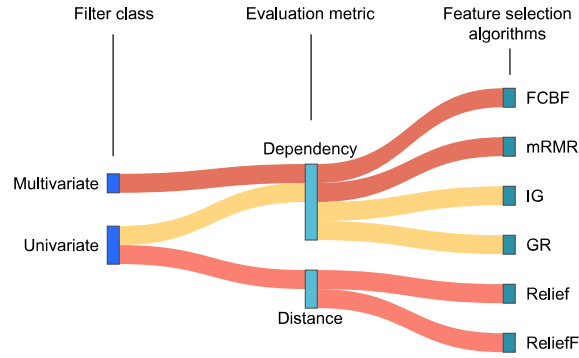 Filter class
Evaluation metric
Feature selection
algorithms
FCBF
Dependency
mRMR
Multivariate
IG
Univariate
GR
Relief
Distance
ReliefF